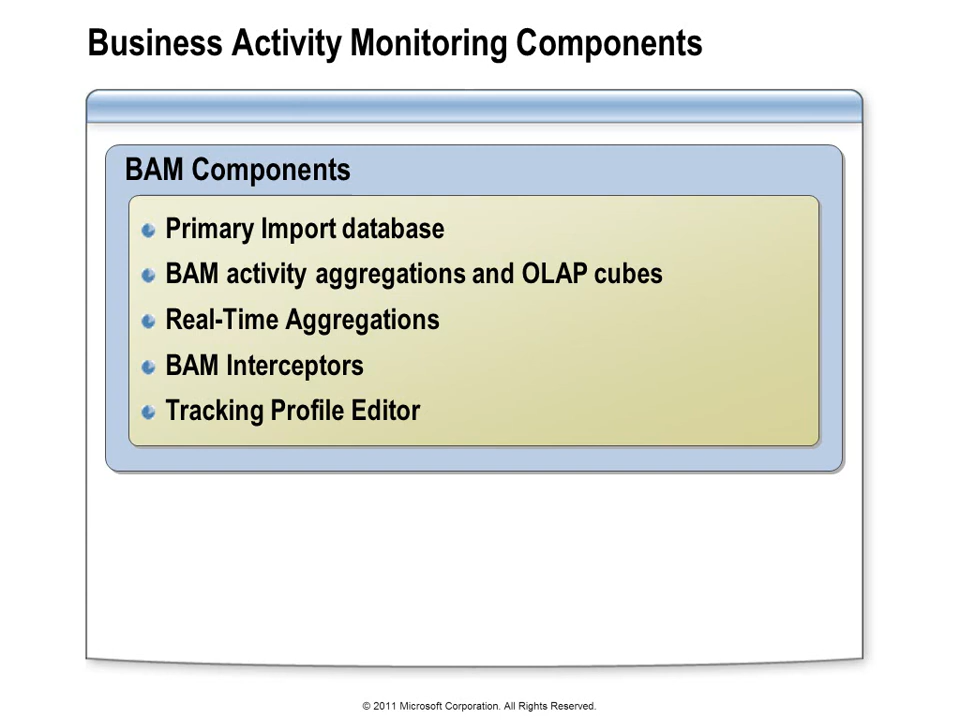 Business Activity Monitoring Components
BAM Components
Primary Import database
BAM activity aggregations and OLAP cubes
Real-Time Aggregations
BAM Interceptors
Tracking Profile Editor
© 2011 Microsoft Corporation. All Rights Reserved.